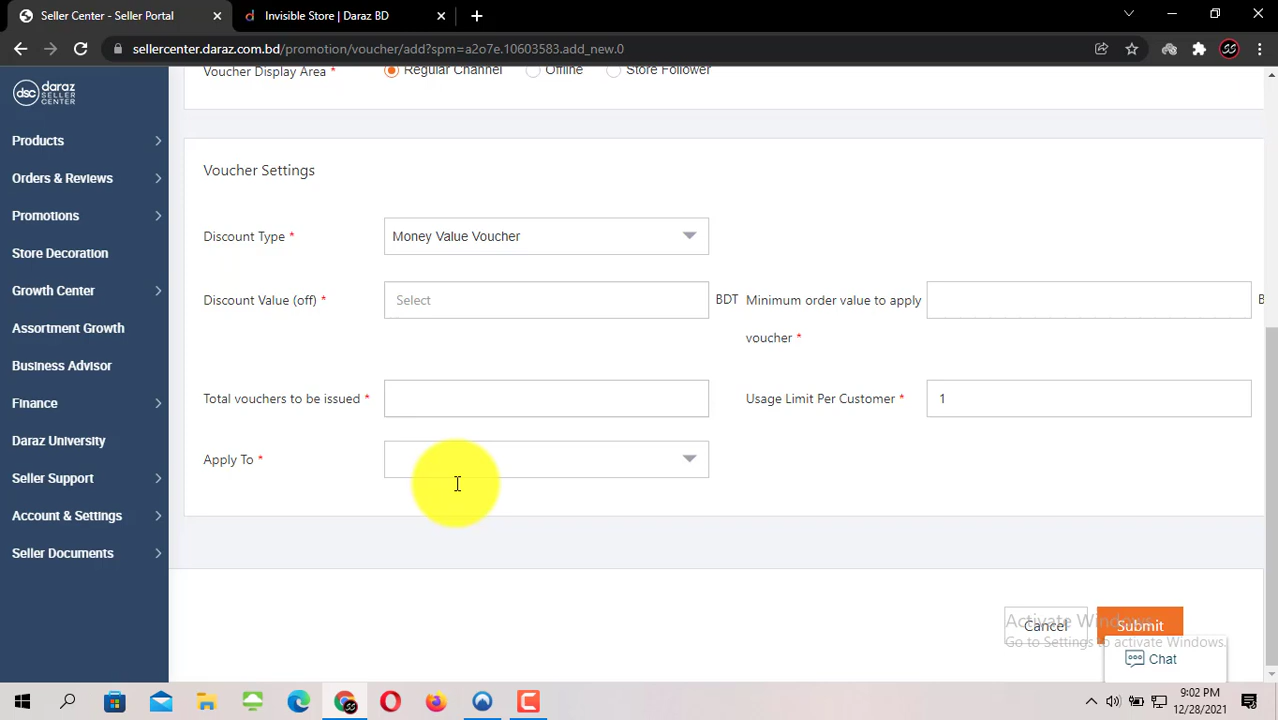 Seller Center - Seller Portal
Invisible Store | Daraz BD
sellercenter.daraz.com.bd/promotion/voucher/add?spm=a2o7e.10603583.add_new.0
dsc daraz SELLER CENTER
Voucher Display Area *
Regular Channel
Offline
Store Follower
Products
Orders & Reviews
Promotions
Store Decoration
Growth Center
Assortment Growth
Business Advisor
Finance
Daraz University
Seller Support
Account & Settings
Seller Documents
Voucher Settings
Discount Type *
Money Value Voucher
Discount Value (off) *
Select
BDT
Minimum order value to apply
voucher *
Total vouchers to be issued *
Usage Limit Per Customer *
1
Apply To *
Cancel
Submit
Activate Windows
Go to Settings to activate Windows.
Chat
9:02 PM
12/28/2021